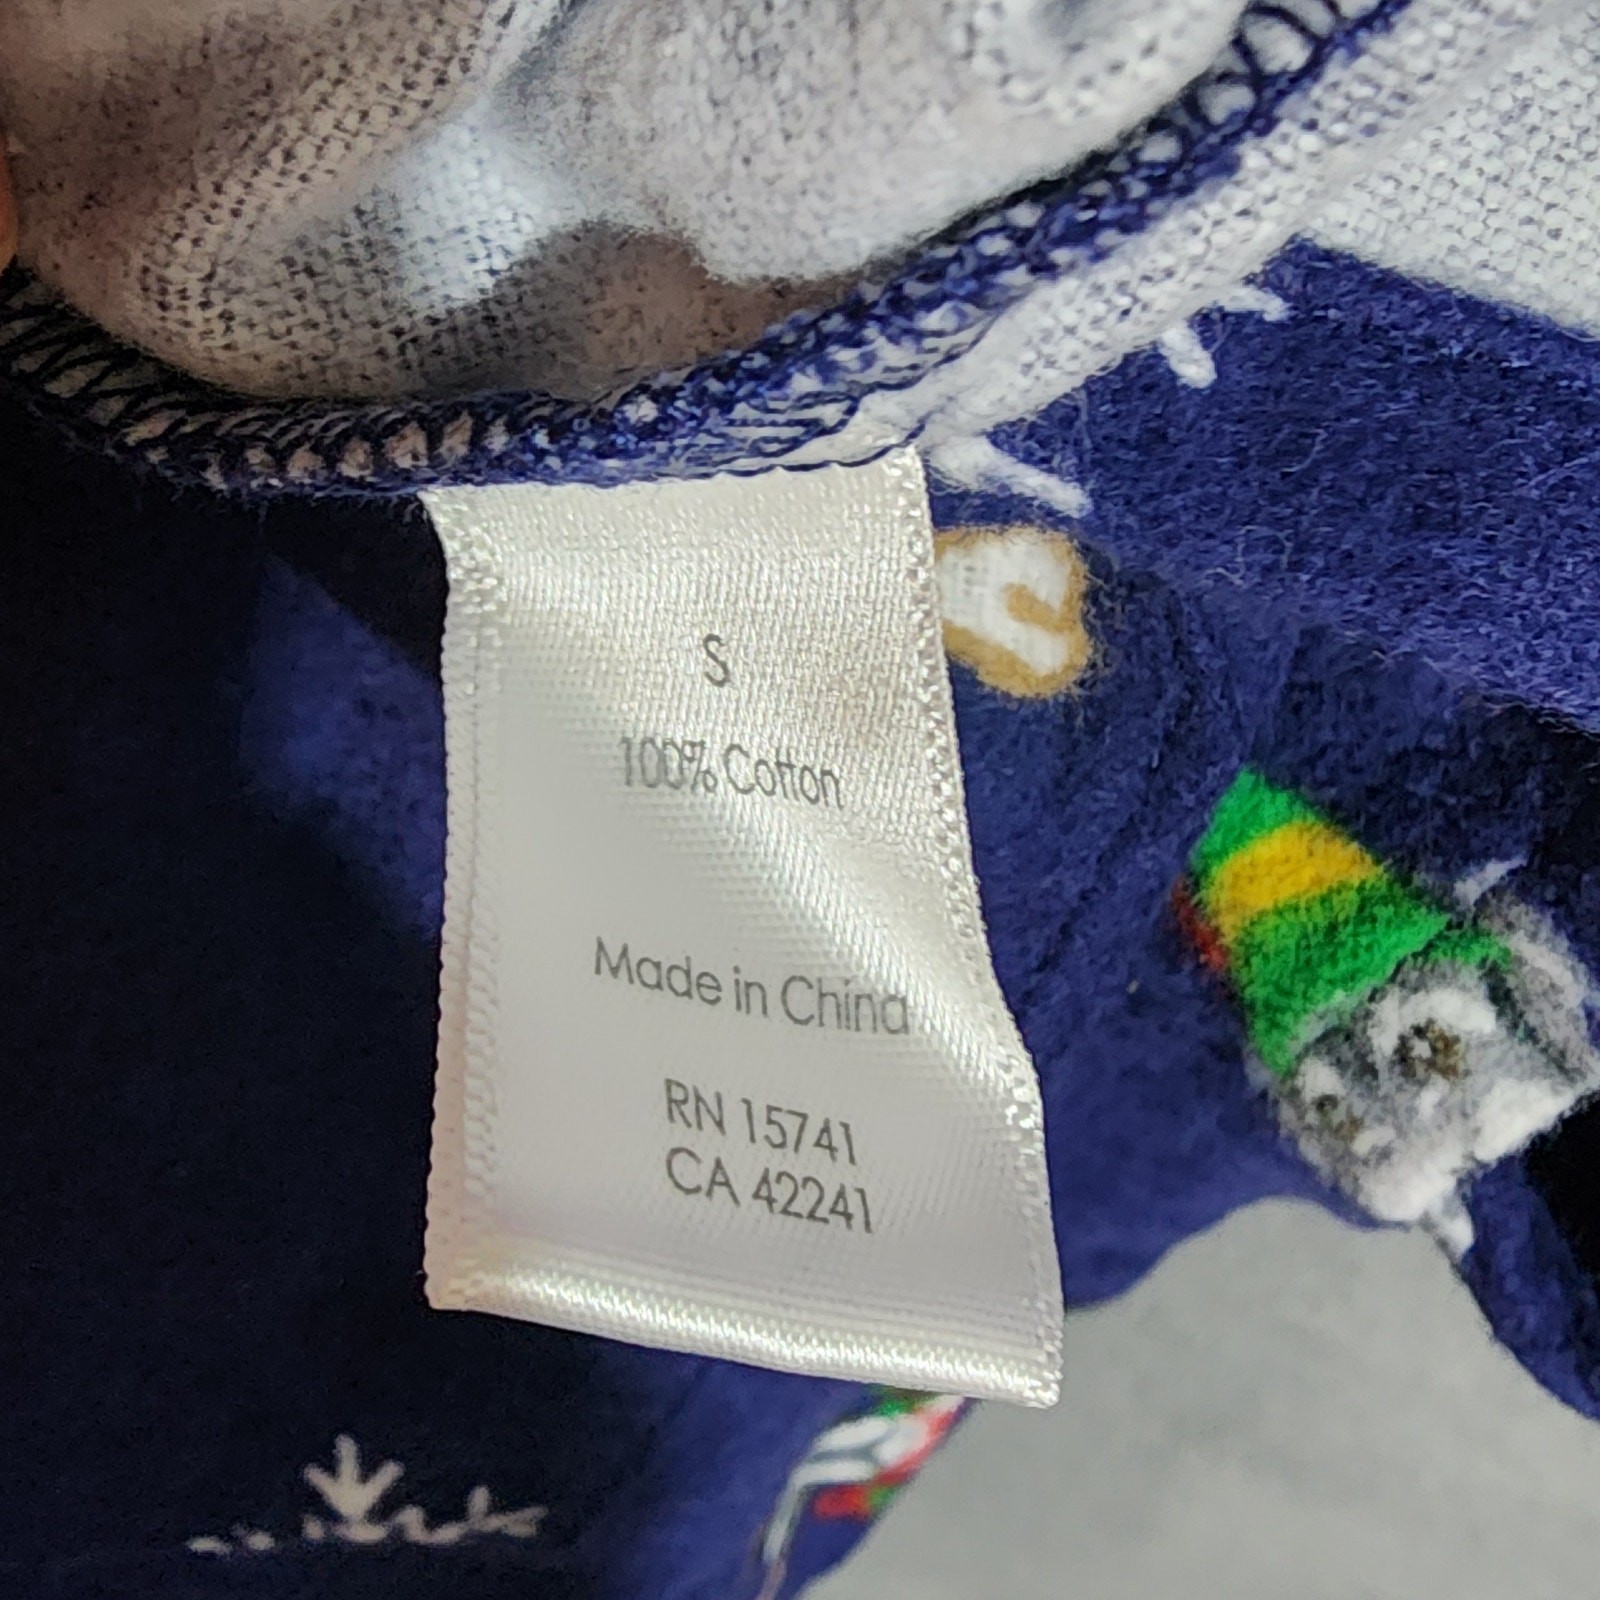 S
100% Cotton
Made in China
RN 15741
CA 42241